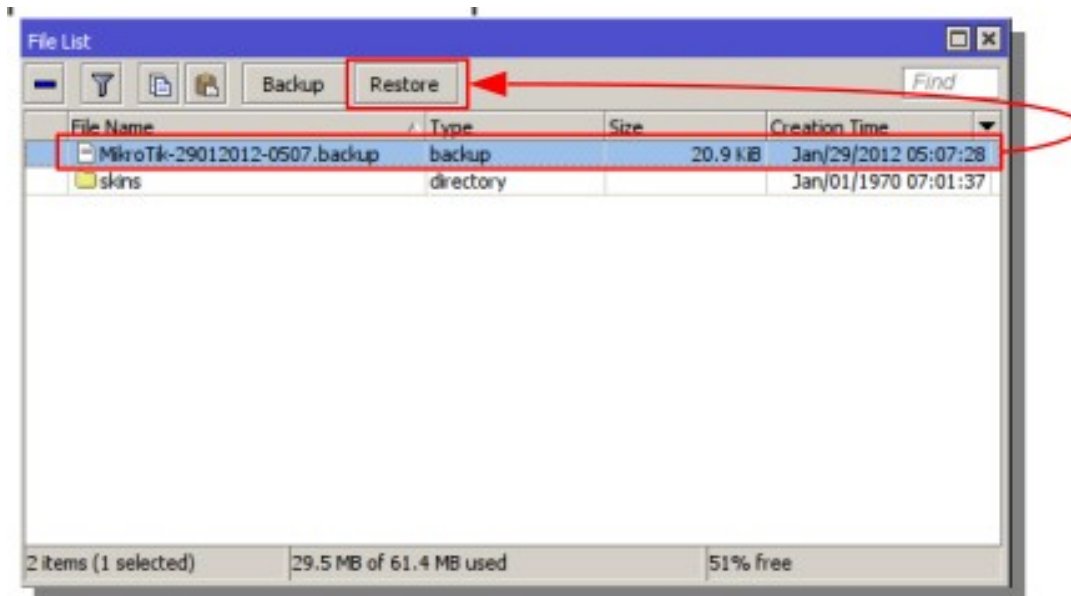 File List
Backup Restore Find
File Name Type Size Creation Time
MikroTik-29012012-0507.backup backup 20.9 KiB Jan/29/2012 05:07:28
skins directory Jan/01/1970 07:01:37
2 items (1 selected) 29.5 MB of 61.4 MB used 51% free